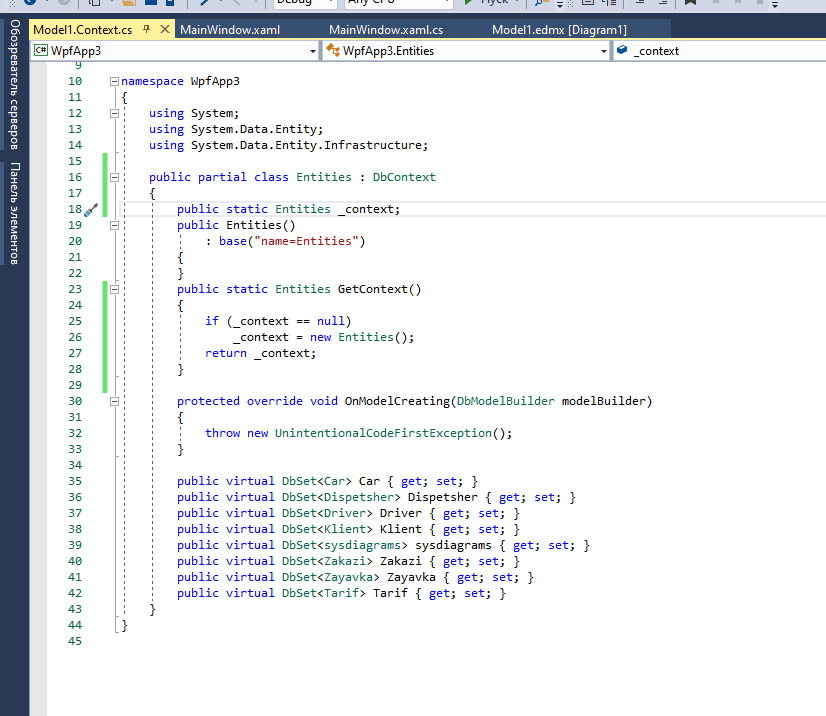 Debug Any CPU Пуск
Обозреватель серверов
Панель элементов
Model1.Context.cs MainWindow.xaml MainWindow.xaml.cs Model1.edmx [Diagram1]
C# WpfApp3 WpfApp3.Entities _context
9
10 namespace WpfApp3
11 {
12 using System;
13 using System.Data.Entity;
14 using System.Data.Entity.Infrastructure;
15
16 public partial class Entities : DbContext
17 {
18 public static Entities _context;
19 public Entities()
20 : base("name=Entities")
21 {
22 }
23 public static Entities GetContext()
24 {
25 if (_context == null)
26 _context = new Entities();
27 return _context;
28 }
29
30 protected override void OnModelCreating(DbModelBuilder modelBuilder)
31 {
32 throw new UnintentionalCodeFirstException();
33 }
34
35 public virtual DbSet<Car> Car { get; set; }
36 public virtual DbSet<Dispetsher> Dispetsher { get; set; }
37 public virtual DbSet<Driver> Driver { get; set; }
38 public virtual DbSet<Klient> Klient { get; set; }
39 public virtual DbSet<sysdiagrams> sysdiagrams { get; set; }
40 public virtual DbSet<Zakazi> Zakazi { get; set; }
41 public virtual DbSet<Zayavka> Zayavka { get; set; }
42 public virtual DbSet<Tarif> Tarif { get; set; }
43 }
44 }
45